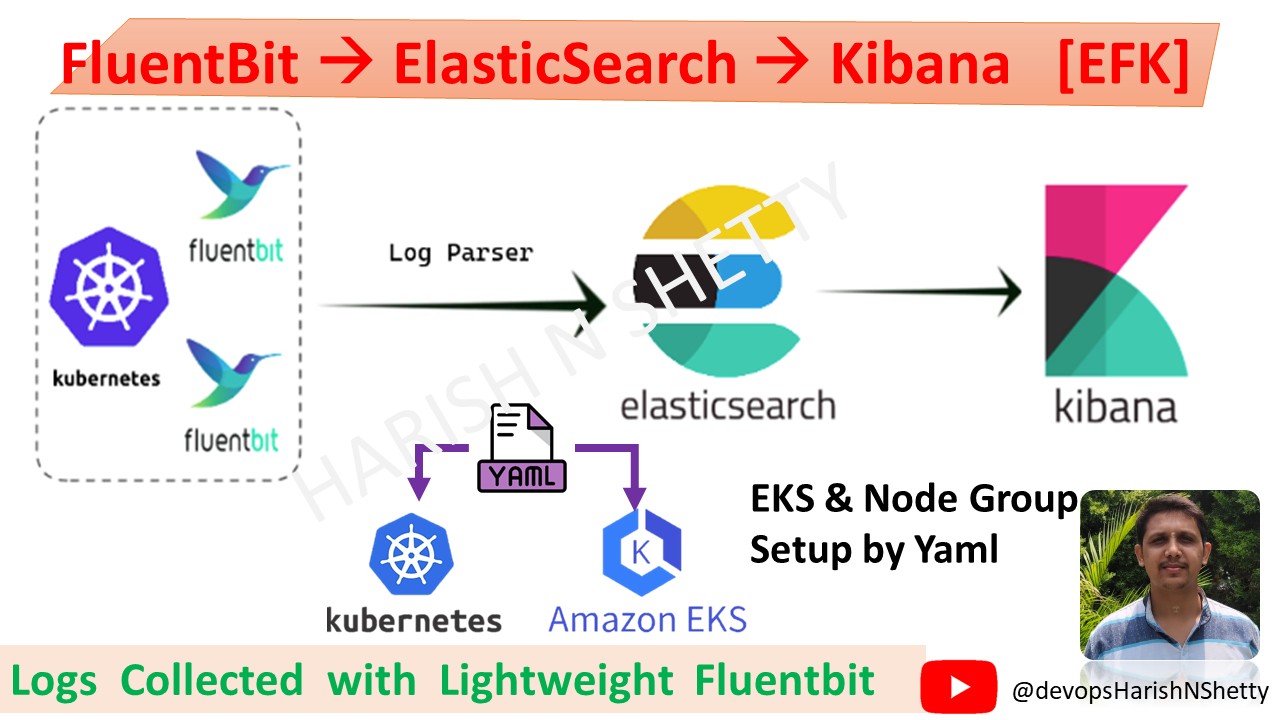 FluentBit → ElasticSearch → Kibana [EFK]
fluentbit
Log Parser
kubernetes
fluentbit
elasticsearch
kibana
HARISH N SHETTY
YAML
EKS & Node Group
Setup by Yaml
K
kubernetes
Amazon EKS
Logs Collected with Lightweight Fluentbit
@devopsHarishNShetty